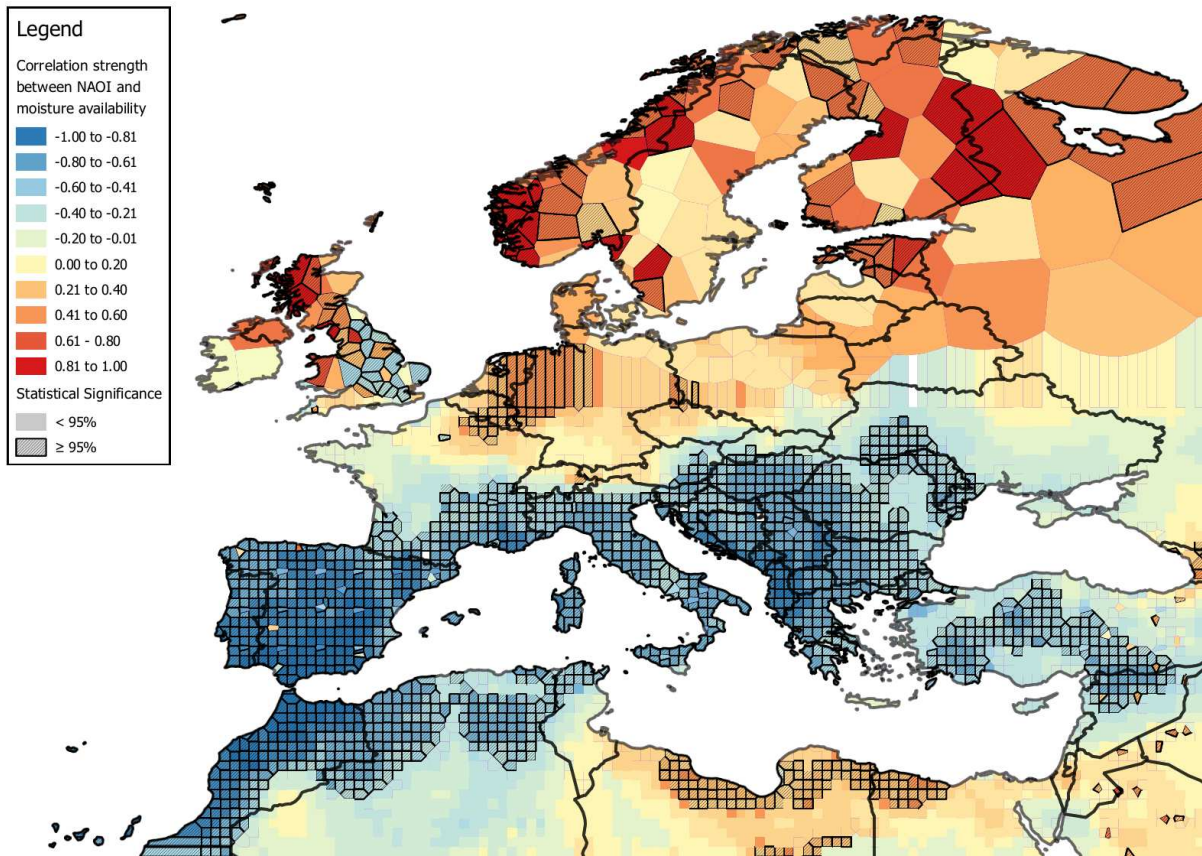 Legend
Correlation strength
between NAOI and
moisture availability
-1.00 to -0.81
-0.80 to -0.61
-0.60 to -0.41
-0.40 to -0.21
-0.20 to -0.01
0.00 to 0.20
0.21 to 0.40
0.41 to 0.60
0.61 - 0.80
0.81 to 1.00
Statistical Significance
< 95%
≥ 95%